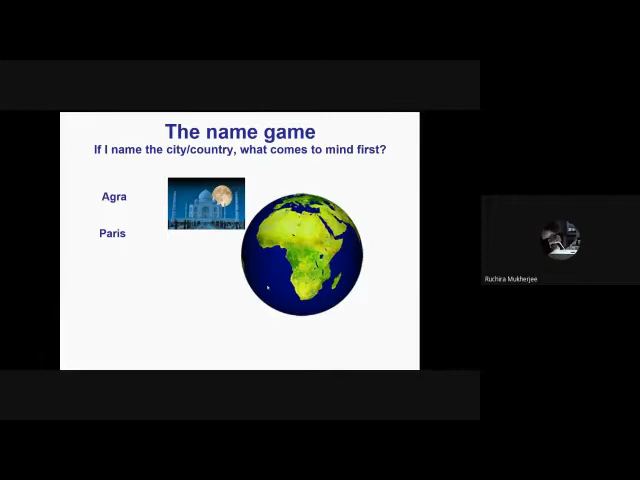 The name game
If I name the city/country, what comes to mind first?
Agra
Paris
Ruchira Mukherjee